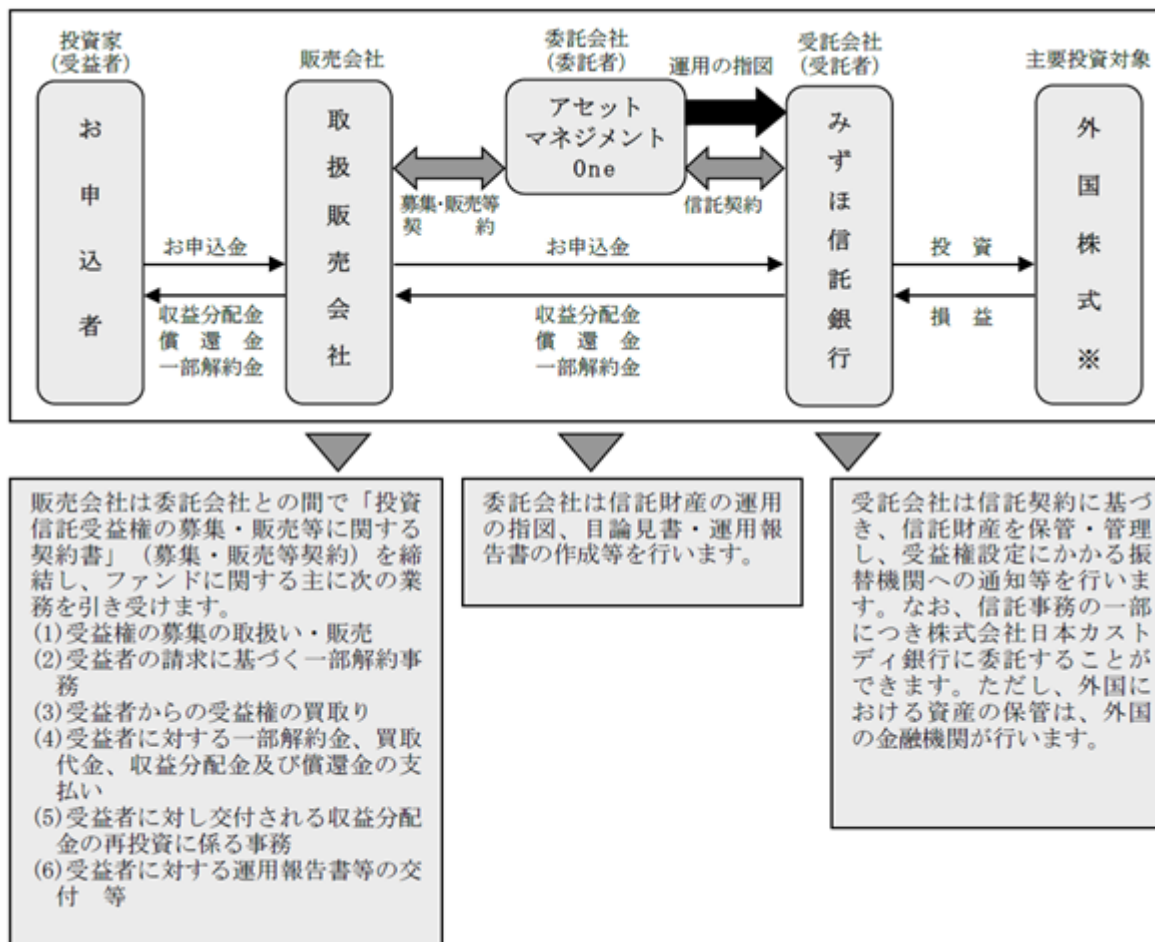 投資家
(受益者)
販売会社
委託会社
(委託者)
運用の指図
受託会社
(受託者)
主要投資対象
お申込者
取扱販売会社
アセット
マネジメント
One
みずほ信託銀行
外国株式※
募集・販売等
契　約
信託契約
お申込金
お申込金
投　資
収益分配金
償　還　金
一部解約金
収益分配金
償　還　金
一部解約金
損　益
販売会社は委託会社との間で「投資
信託受益権の募集・販売等に関する
契約書」（募集・販売等契約）を締
結し、ファンドに関する主に次の業
務を引き受けます。
(1)受益権の募集の取扱い・販売
(2)受益者の請求に基づく一部解約事
務
(3)受益者からの受益権の買取り
(4)受益者に対する一部解約金、買取
代金、収益分配金及び償還金の支
払い
(5)受益者に対し交付される収益分配
金の再投資に係る事務
(6)受益者に対する運用報告書等の交
付　等
委託会社は信託財産の運用
の指図、目論見書・運用報
告書の作成等を行います。
受託会社は信託契約に基づ
き、信託財産を保管・管理
し、受益権設定にかかる振
替機関への通知等を行いま
す。なお、信託事務の一部
につき株式会社日本カスト
ディ銀行に委託することが
できます。ただし、外国に
おける資産の保管は、外国
の金融機関が行います。